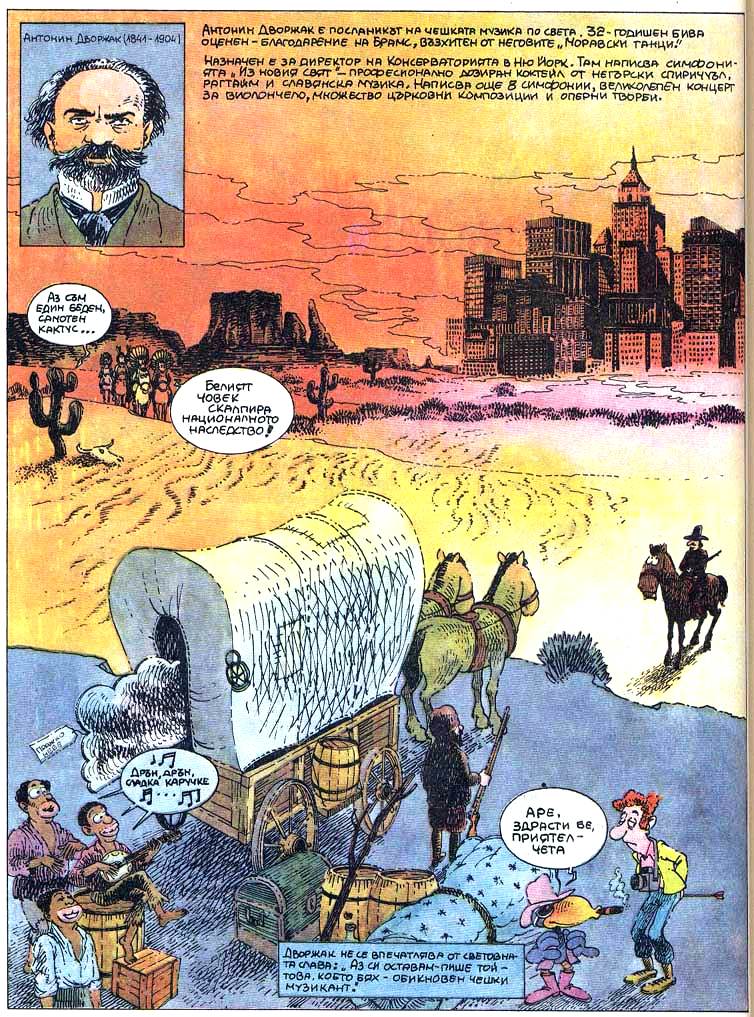 Антонин Дворжак (1841-1904)
Антонин Дворжак е посланикът на чешката музика по света. 32-годишен бива
оценен - благодарение на Брамс, възхитен от неговите „Моравски танци."
Назначен е за директор на Консерваторията в Ню Йорк. Там написва симфони-
ята „Из новия свят" - професионално дозиран коктейл от негърски спиричуъл,
рагтайм и славянска музика. Написва още 8 симфонии, великолепен концерт
за виолончело, множество църковни композиции и оперни творби.
Аз съм
един беден,
самотен
кактус...
Белият
човек
скалпира
националното
наследство!
Дрън, дрън,
сладка каручке
...
Аре,
здрасти бе,
приятел-
чета
Дворжак не се впечатлява от световна-
та слава: „Аз си оставам - пише той -
това, което бях - обикновен чешки
музикант."